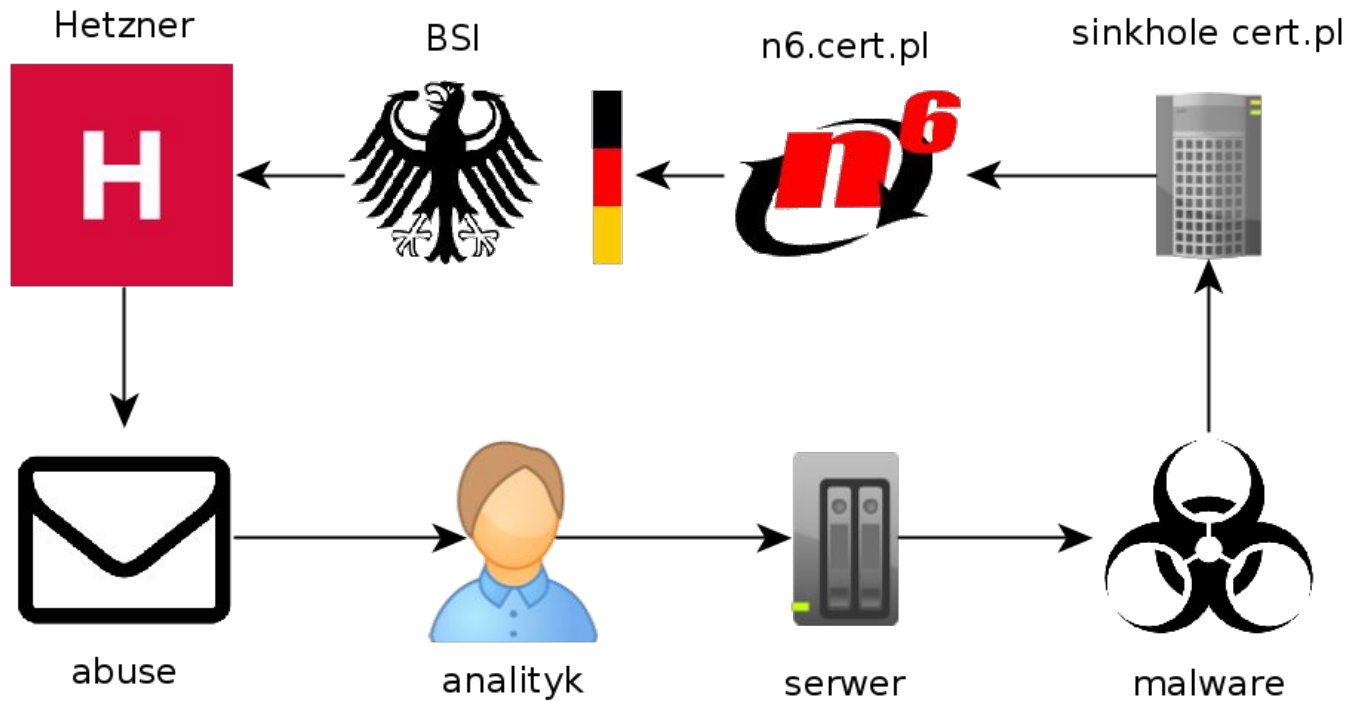 Hetzner
BSI
n6.cert.pl
sinkhole cert.pl
H
n6
abuse
analityk
serwer
malware